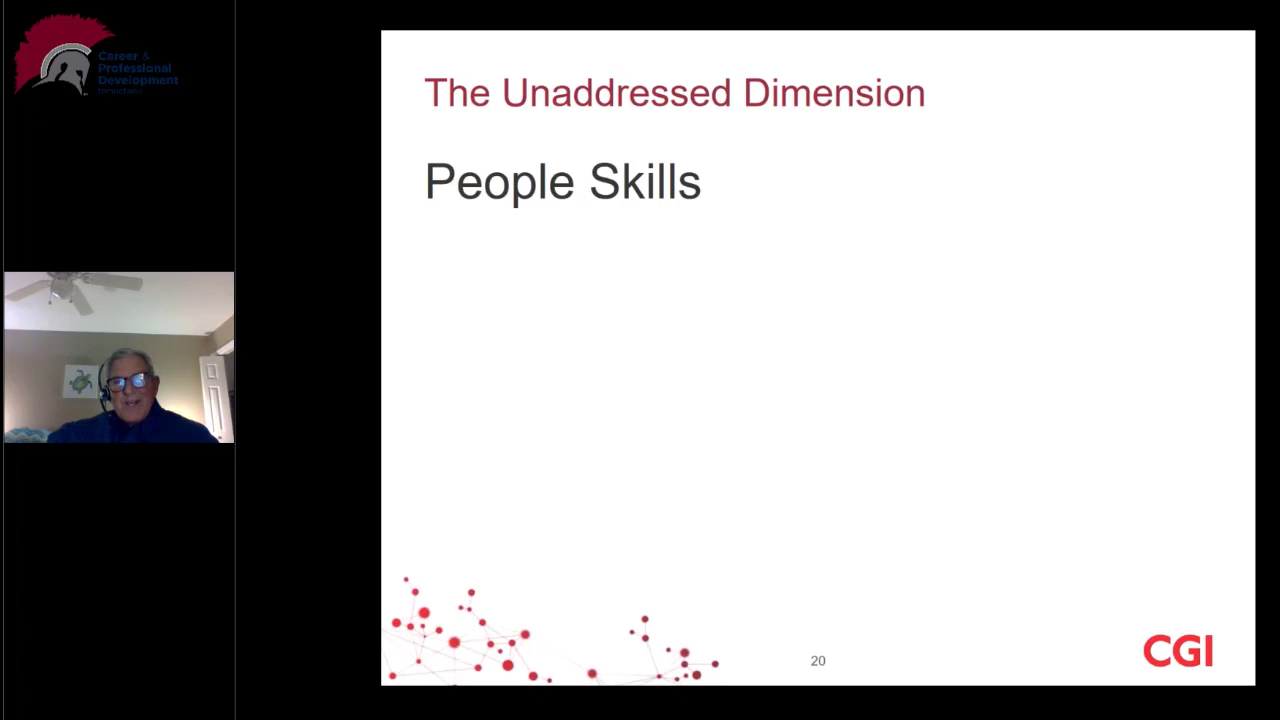 Career &
Professional
Development
The Unaddressed Dimension
People Skills
20
CGI